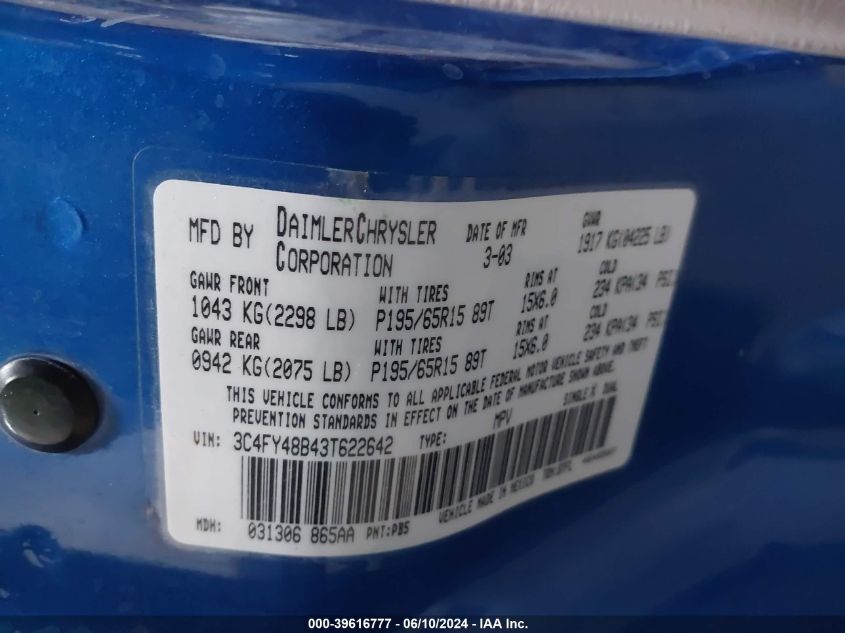 MFD BY DAIMLERCHRYSLER CORPORATION
DATE OF MFR 3-03
GVWR 1917 KG(04225 LB)
GAWR FRONT 1043 KG(2298 LB)
WITH TIRES P195/65R15 89T
RIMS AT 15X6.0
COLD 234 KPA(34 PSI)
GAWR REAR 0942 KG(2075 LB)
WITH TIRES P195/65R15 89T
RIMS AT 15X6.0
COLD 234 KPA(34 PSI
THIS VEHICLE CONFORMS TO ALL APPLICABLE FEDERAL MOTOR VEHICLE SAFETY AND THEFT
PREVENTION STANDARDS IN EFFECT ON THE DATE OF MANUFACTURE SHOWN ABOVE.
VIN: 3C4FY48B43T622642 TYPE: MPV SINGLE X DUAL
MDH: 031306 865AA PNT:PB5 VEHICLE MADE IN MEXICO
000-39616777 - 06/10/2024 - IAA Inc.